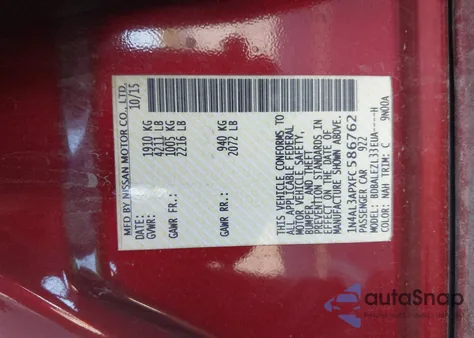 MFD BY NISSAN MOTOR CO., LTD.
DATE: 10/15
GVWR: 1910 KG
4211 LB
GAWR FR.: 1005 KG
2216 LB
GAWR RR.: 940 KG
2072 LB
THIS VEHICLE CONFORMS TO
ALL APPLICABLE FEDERAL
MOTOR VEHICLE SAFETY,
BUMPER, AND THEFT
PREVENTION STANDARDS IN
EFFECT ON THE DATE OF
MANUFACTURE SHOWN ABOVE.
1N4AL3APXFC586762
PASSENGER CAR 922
MODEL: BDBALEZL33EUA----H
COLOR: NAH TRIM: C 9N00A
autoSnap